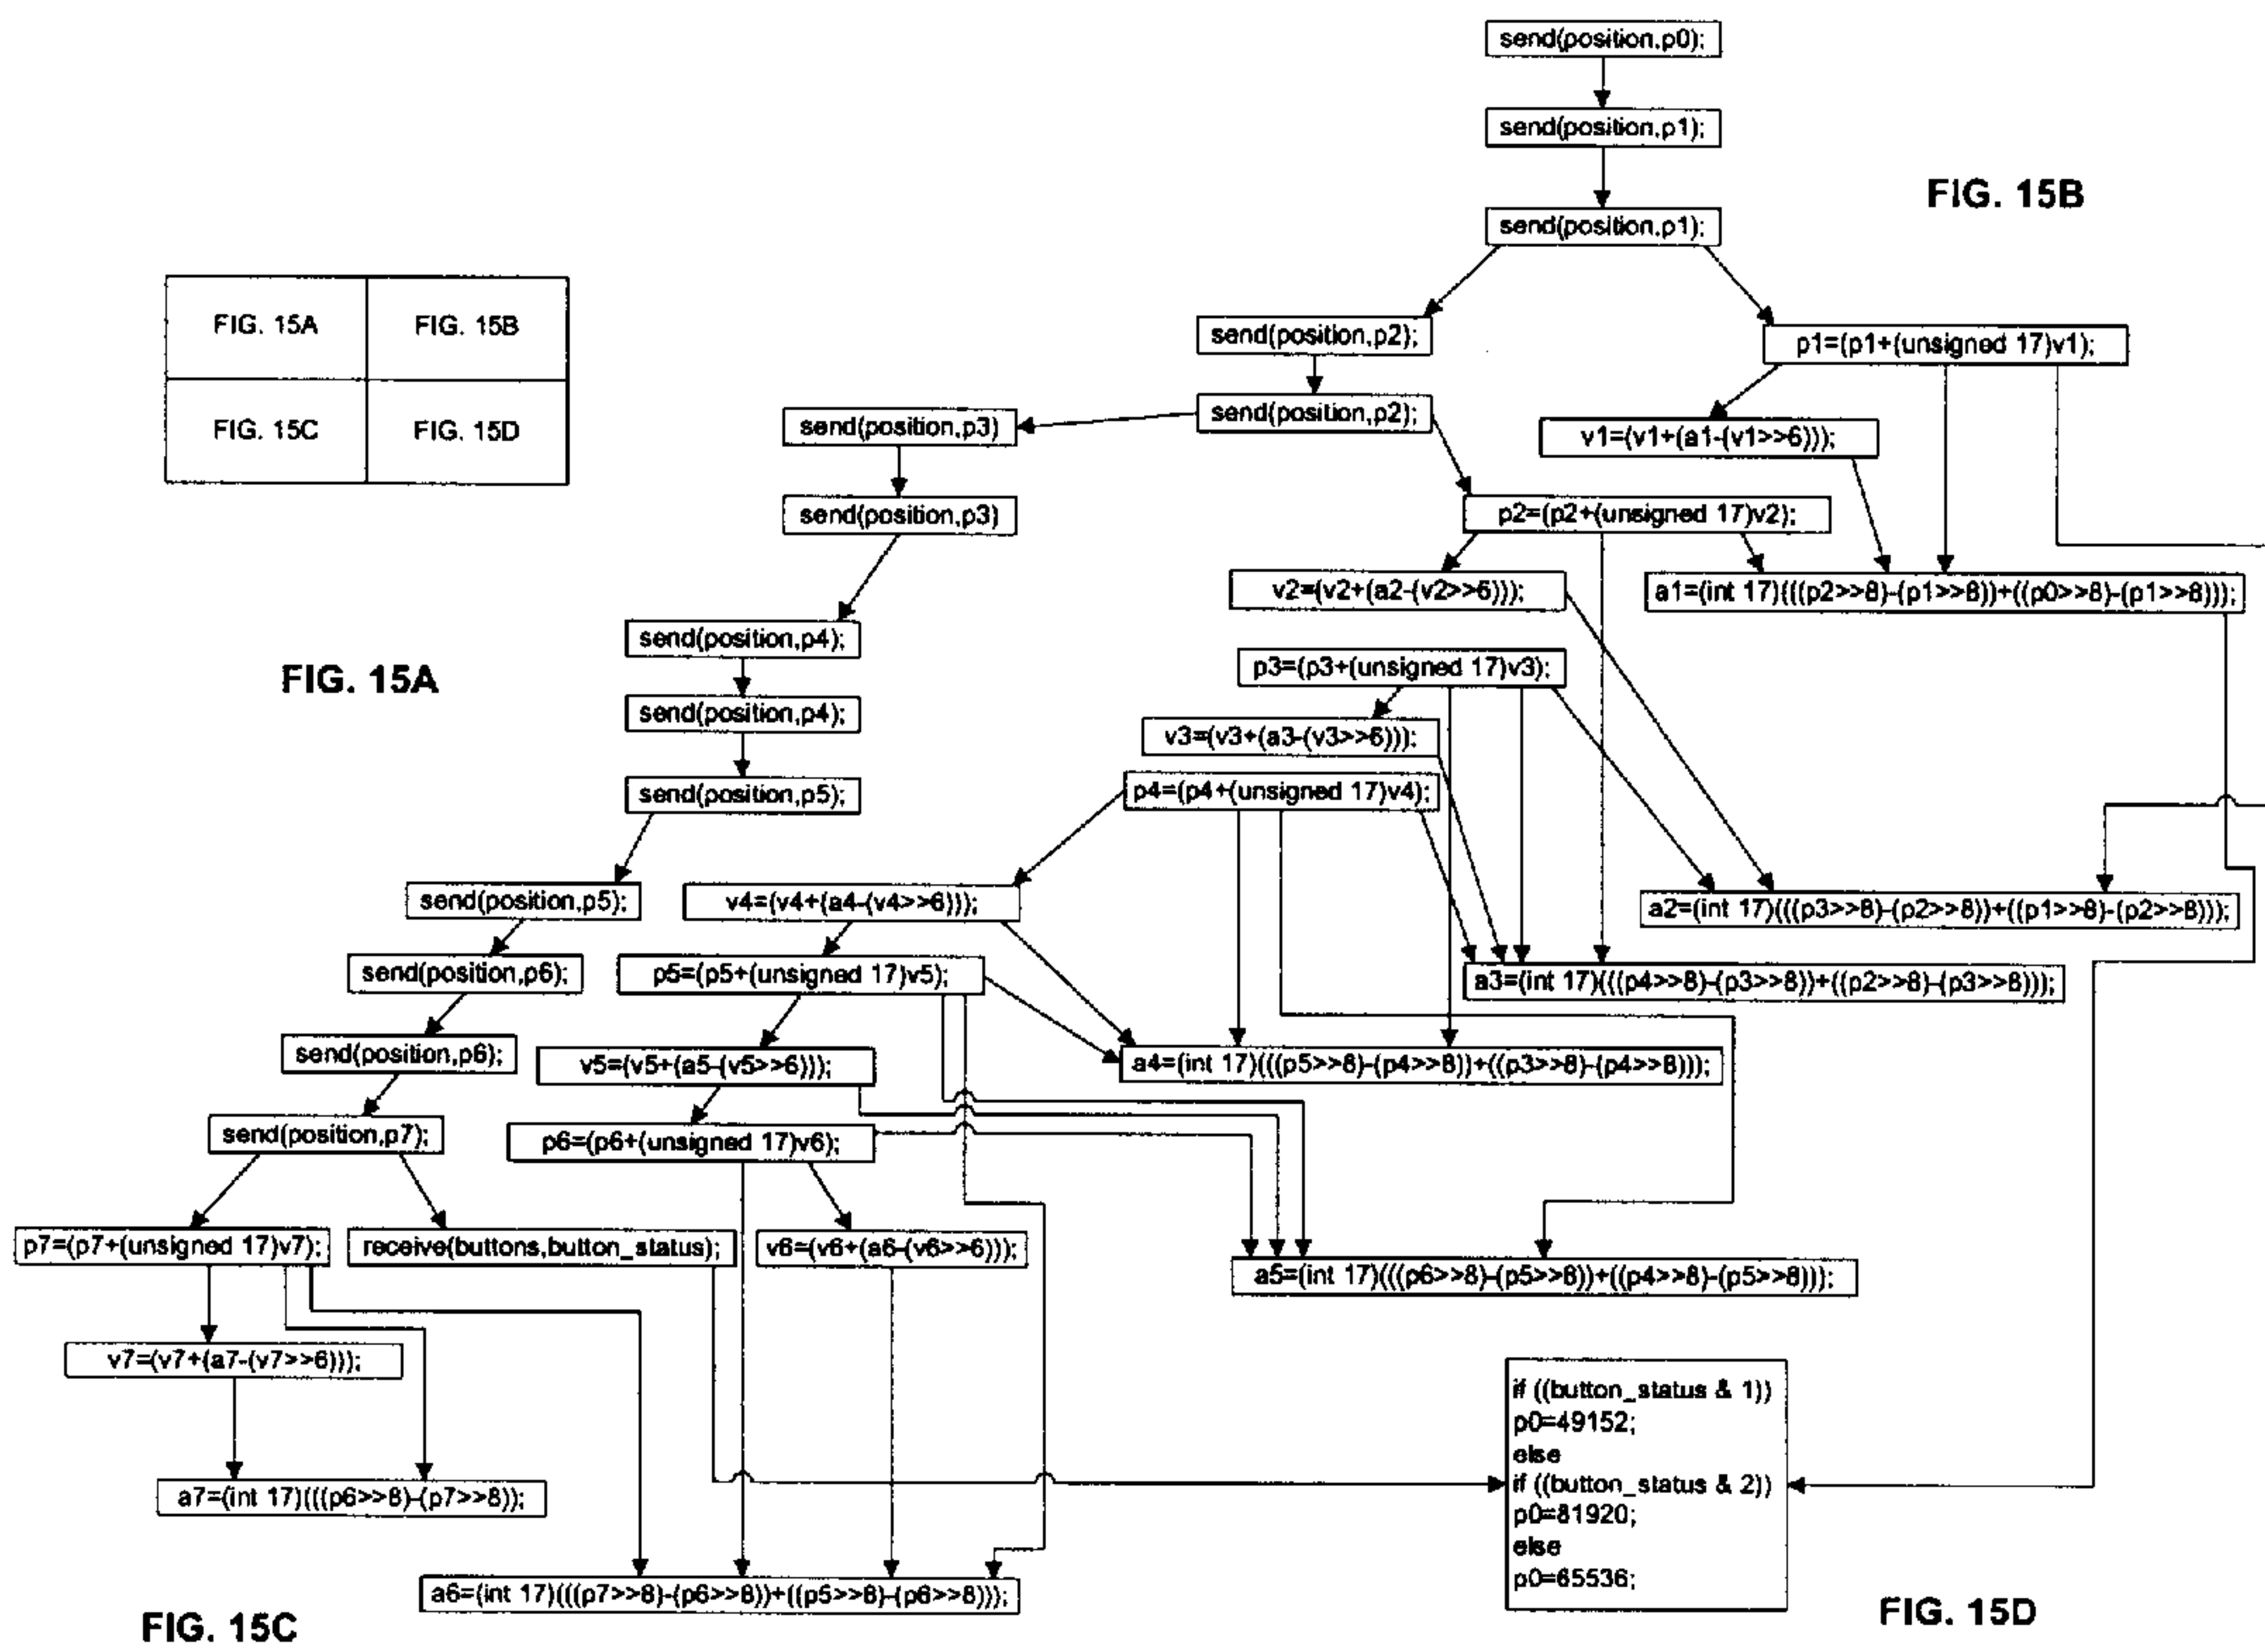 send(position,p0);
send(position,p1);
FIG. 15B
send(position,p1);
FIG. 15A
FIG. 15B
FIG. 15C
FIG. 15D
send(position,p2);
p1=(p1+(unsigned 17)v1);
send(position,p2);
send(position,p3)
v1=(v1+(a1-(v1>>6)));
send(position,p3)
p2=(p2+(unsigned 17)v2);
v2=(v2+(a2-(v2>>6)));
a1=(int 17)(((p2>>8)-(p1>>8))+((p0>>8)-(p1>>8)));
send(position,p4);
FIG. 15A
p3=(p3+(unsigned 17)v3);
send(position,p4);
v3=(v3+(a3-(v3>>6)));
send(position,p5);
p4=(p4+(unsigned 17)v4);
send(position,p5);
v4=(v4+(a4-(v4>>6)));
a2=(int 17)(((p3>>8)-(p2>>8))+((p1>>8)-(p2>>8)));
send(position,p6);
p5=(p5+(unsigned 17)v5);
a3=(int 17)(((p4>>8)-(p3>>8))+((p2>>8)-(p3>>8)));
send(position,p6);
v5=(v5+(a5-(v5>>6)));
a4=(int 17)(((p5>>8)-(p4>>8))+((p3>>8)-(p4>>8)));
send(position,p7);
p6=(p6+(unsigned 17)v6);
p7=(p7+(unsigned 17)v7);
receive(buttons,button_status);
v6=(v6+(a6-(v6>>6)));
a5=(int 17)(((p6>>8)-(p5>>8))+((p4>>8)-(p5>>8)));
v7=(v7+(a7-(v7>>6)));
a7=(int 17)(((p6>>8)-(p7>>8));
if ((button_status & 1))
p0=49152;
else
if ((button_status & 2))
p0=81920;
else
p0=65536;
a6=(int 17)(((p7>>8)-(p6>>8))+((p5>>8)-(p6>>8)));
FIG. 15C
FIG. 15D